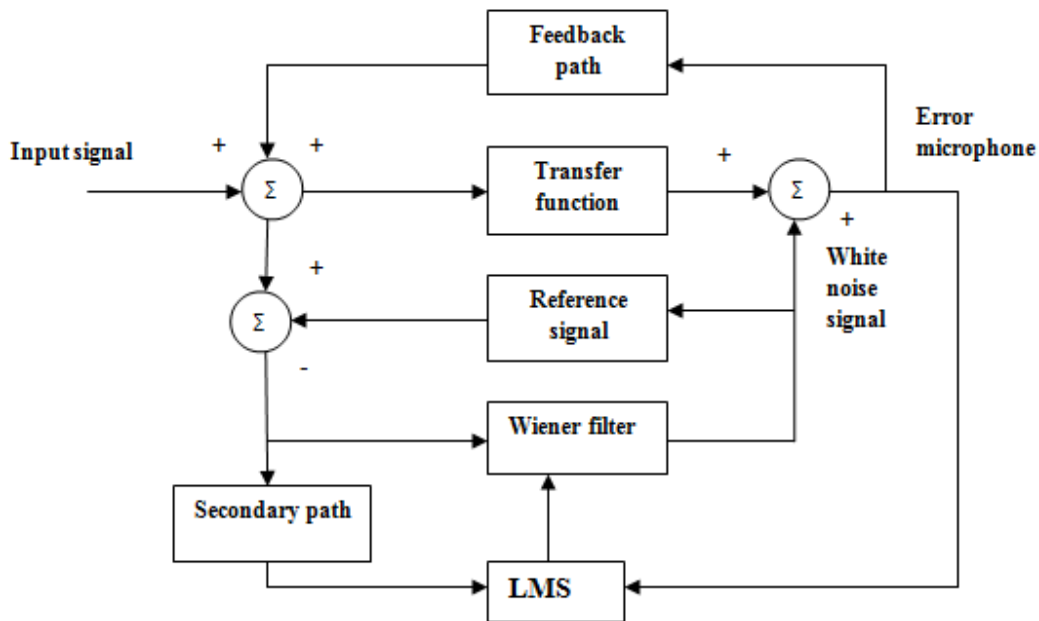 Feedback
path
Error
microphone
Input signal
+
+
+
Σ
Transfer
function
Σ
+
White
noise
signal
+
Σ
Reference
signal
-
Wiener filter
Secondary path
LMS